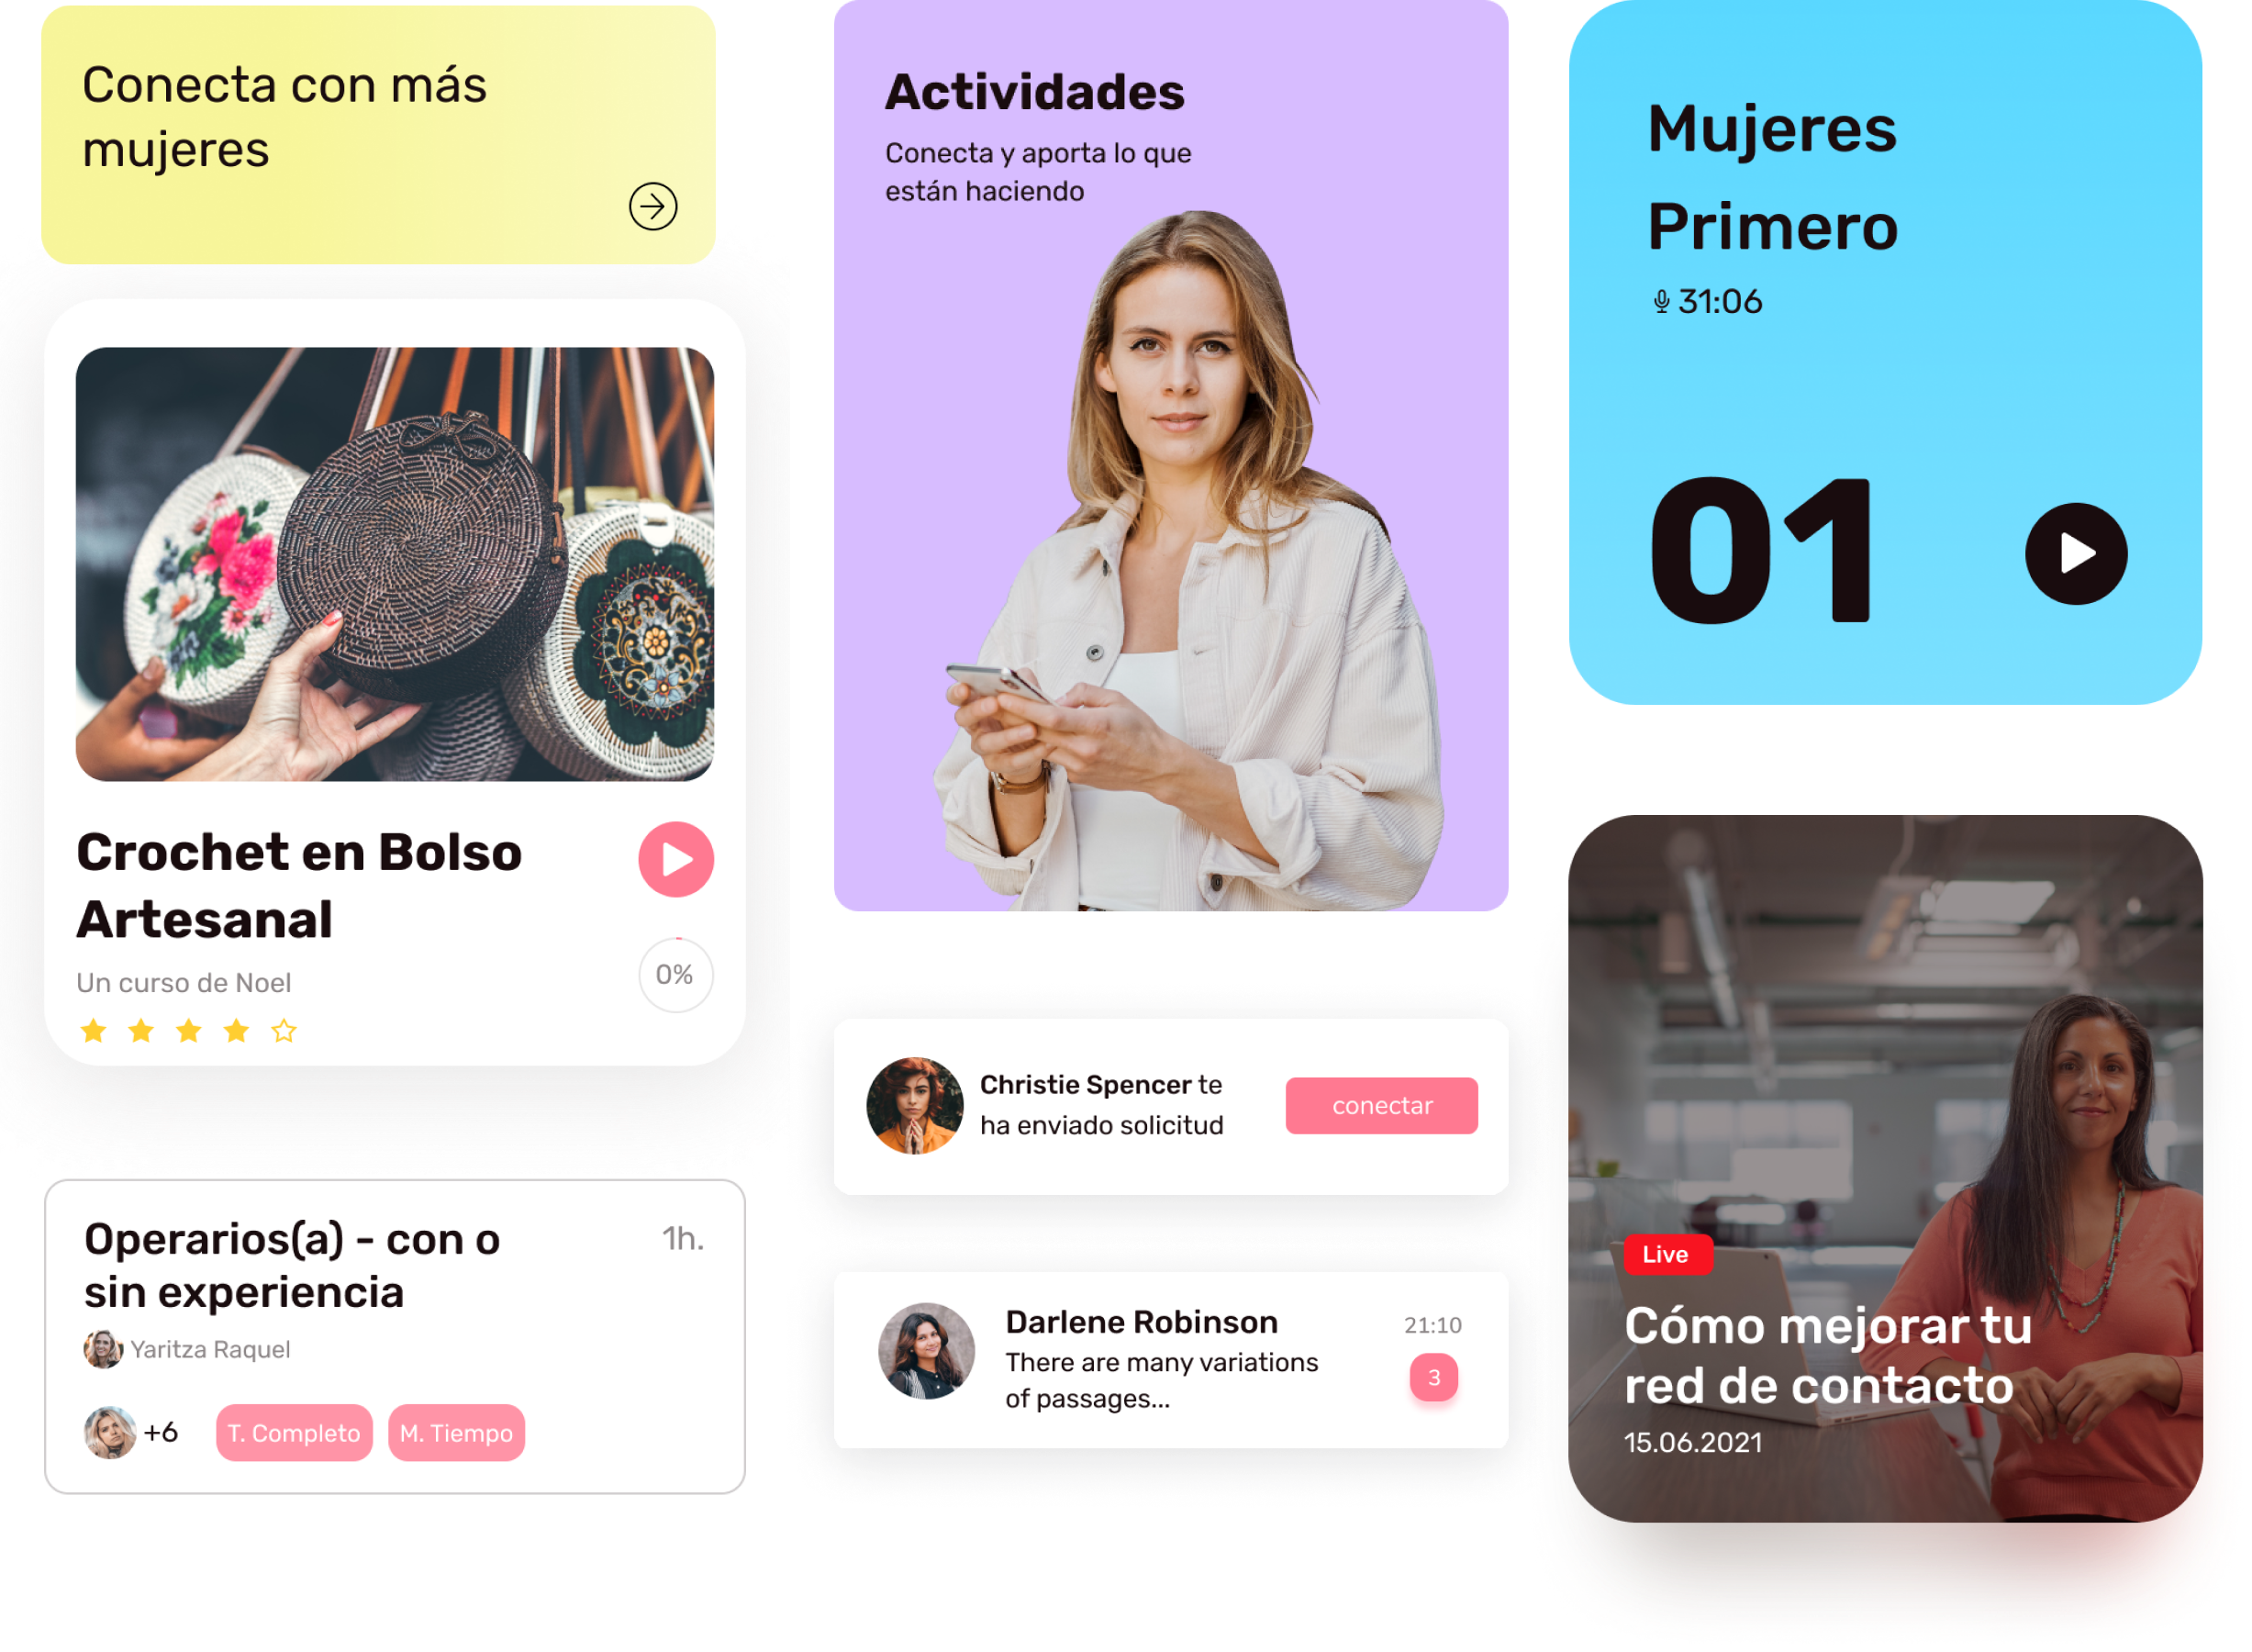 Conecta con más
mujeres
Crochet en Bolso
Artesanal
Un curso de Noel
0%
Operarios(a) - con o
sin experiencia
1h.
Yaritza Raquel
+6
T. Completo
M. Tiempo
Actividades
Conecta y aporta lo que
están haciendo
Christie Spencer te
ha enviado solicitud
conectar
Darlene Robinson
21:10
There are many variations
of passages...
3
Mujeres
Primero
31:06
01
Live
Cómo mejorar tu
red de contacto
15.06.2021